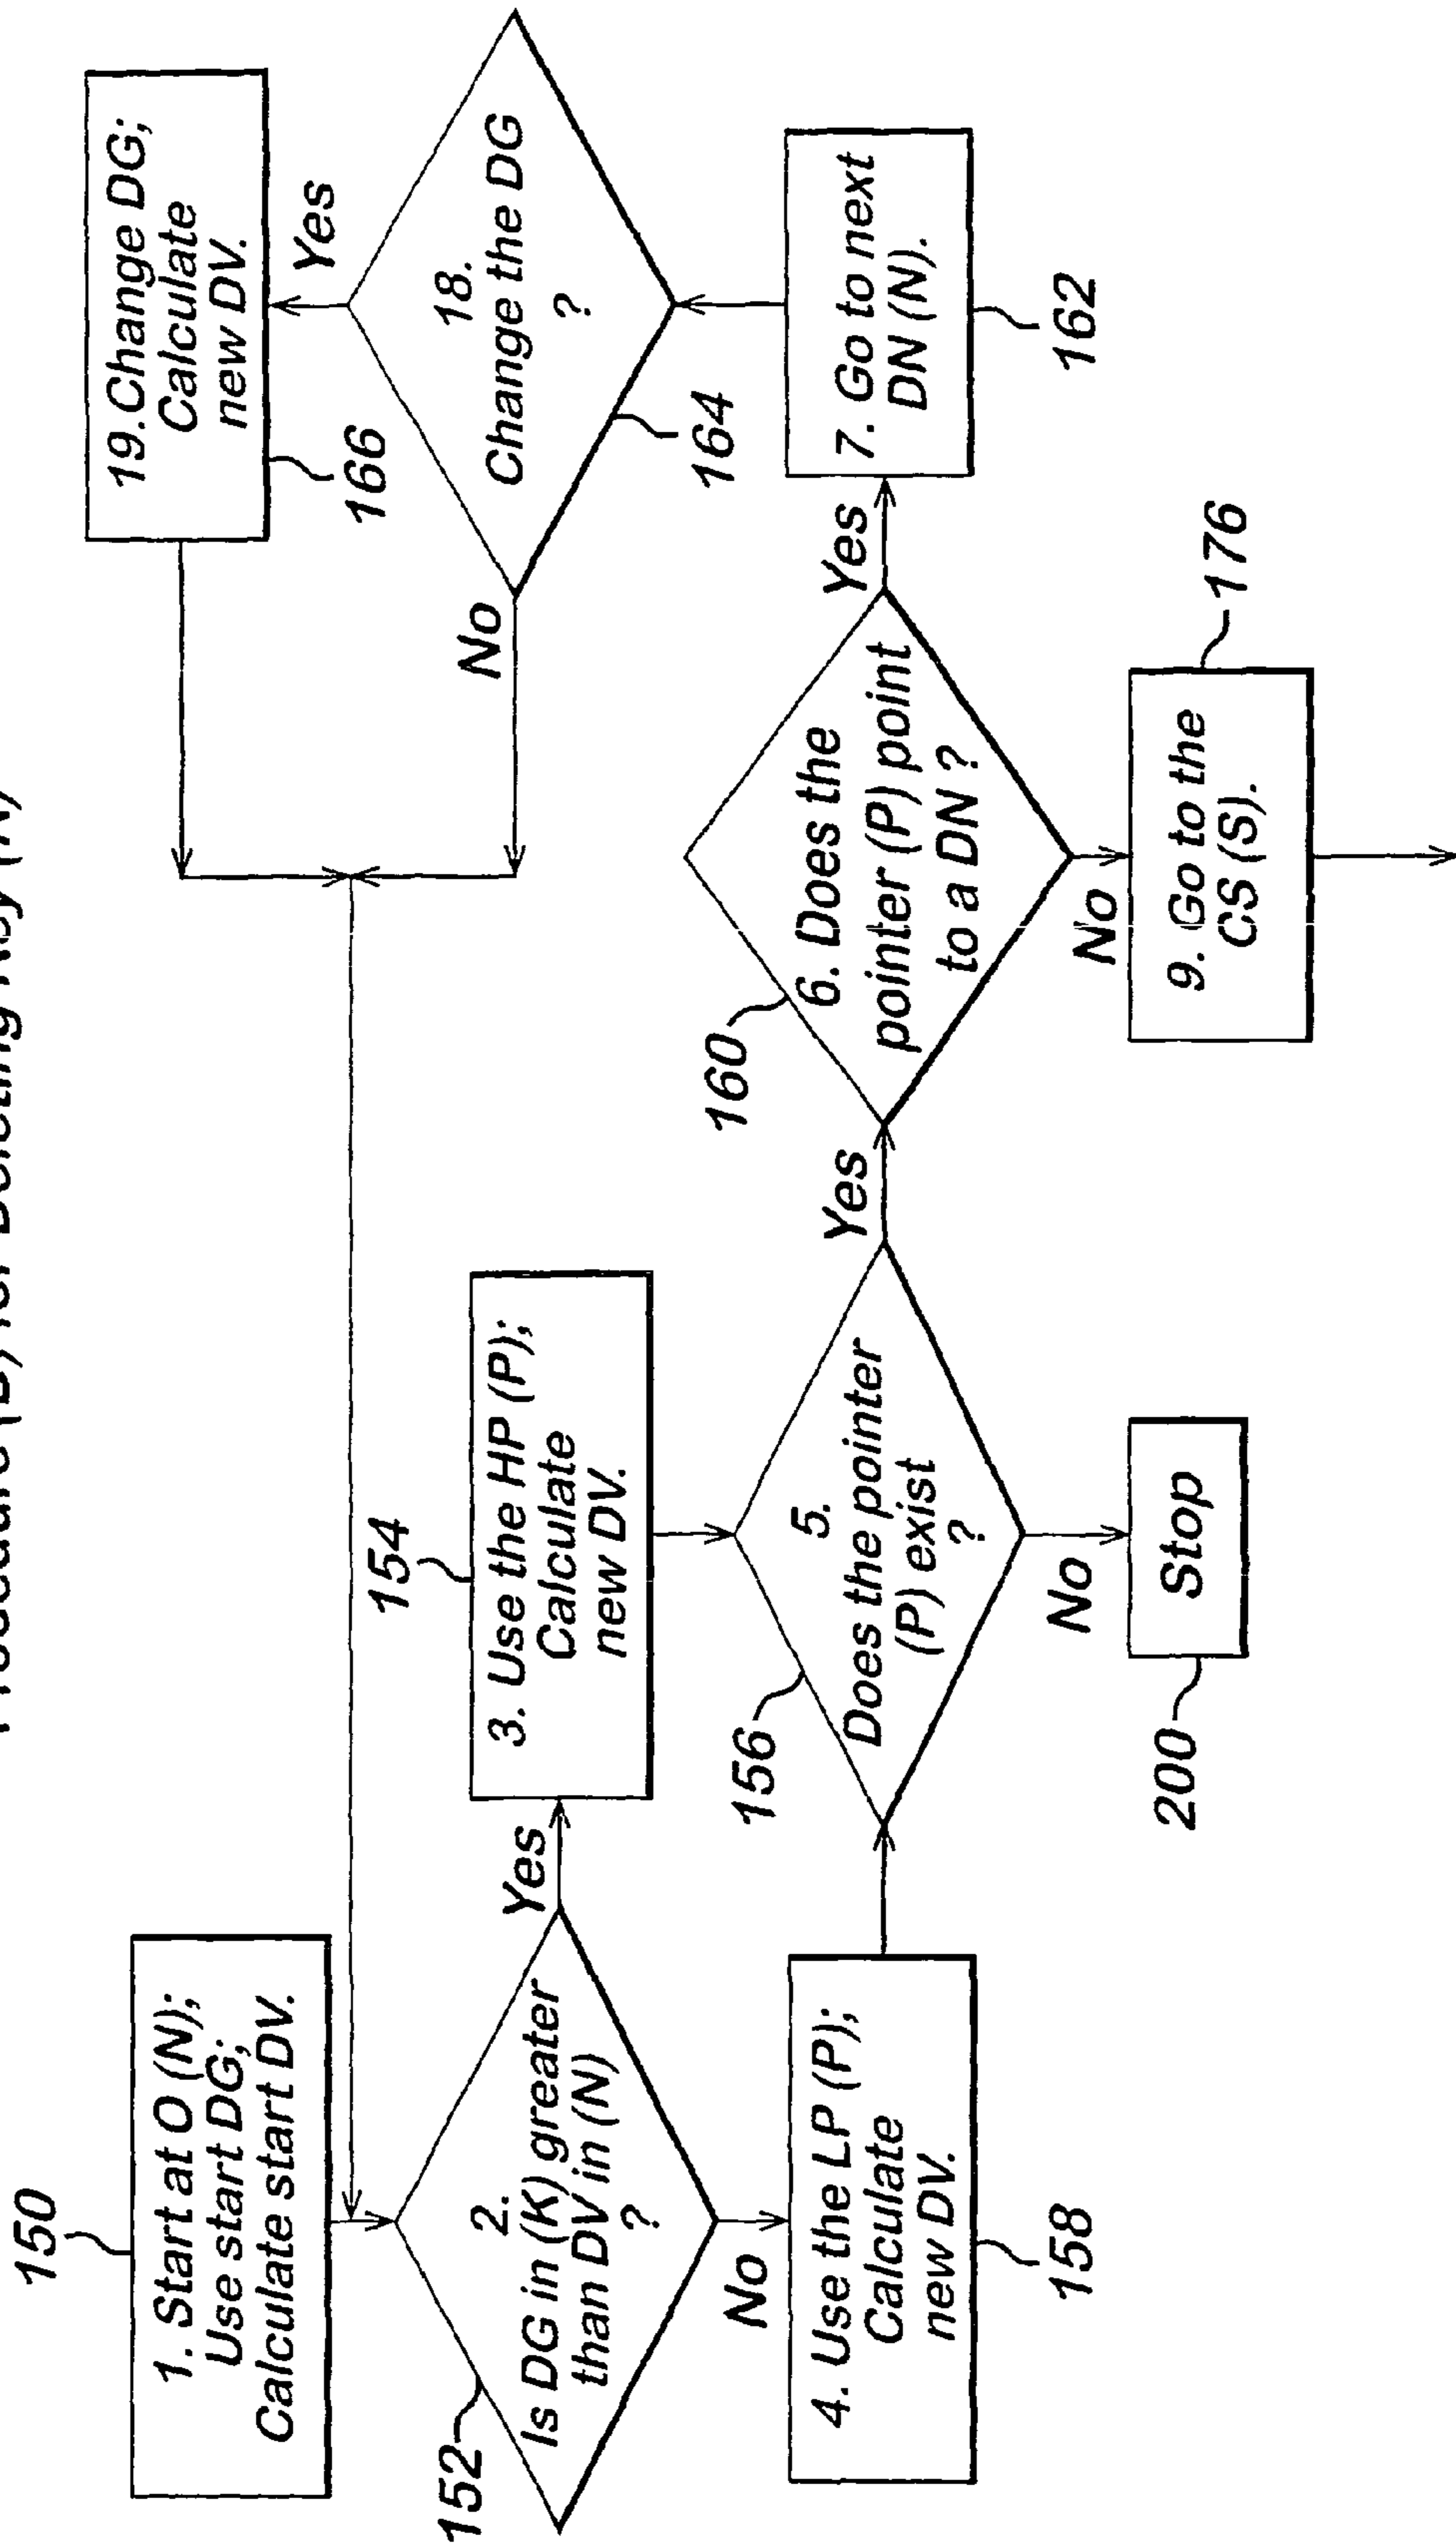 Deleting Key (K)
150
1. Start at O (N);
Use start DG;
Calculate start DV.
152
2.
Is DG in (K) greater
than DV in (N)
?
Yes
No
154
3. Use the HP (P);
Calculate
new DV.
4. Use the LP (P);
Calculate
new DV.
158
156
5.
Does the pointer
(P) exist
?
Yes
No
Stop
200
160
6. Does the
pointer (P) point
to a DN ?
Yes
No
9. Go to the
CS (S).
176
7. Go to next
DN (N).
162
18.
Change the DG
?
164
Yes
No
19. Change DG;
Calculate
new DV.
166